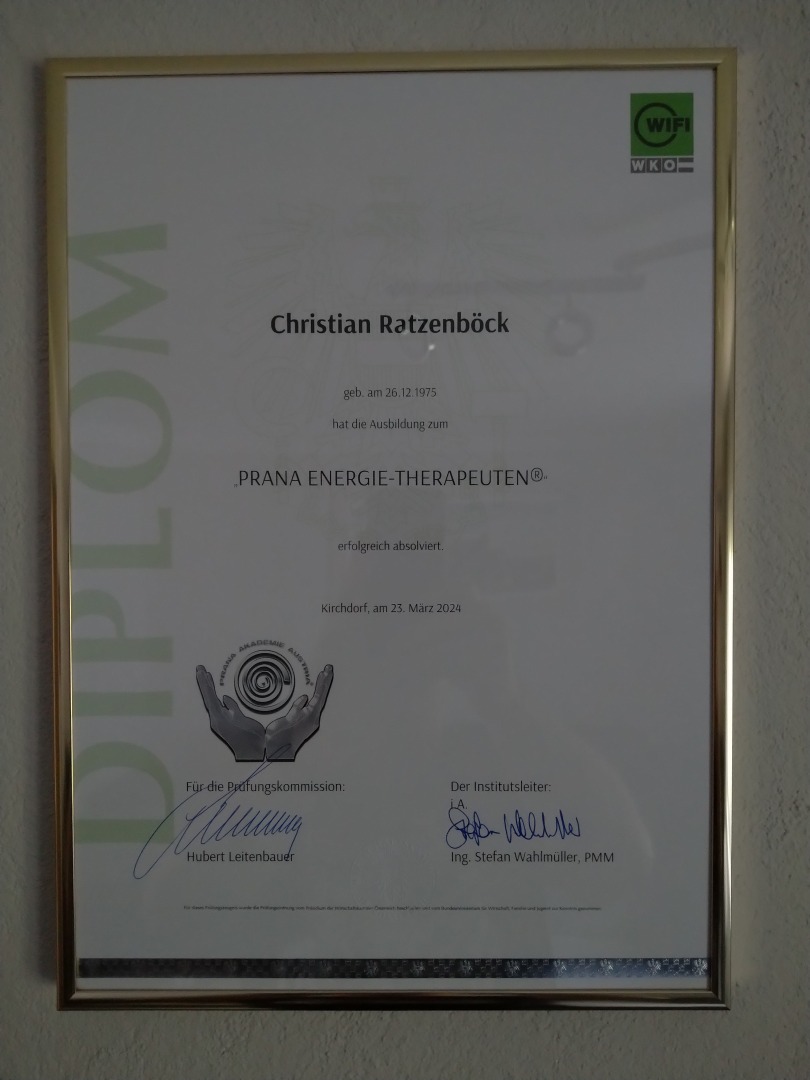 WIFI
WKO
DIPLOM
Christian Ratzenböck
geb. am 26.12.1975
hat die Ausbildung zum
„PRANA ENERGIE-THERAPEUTEN®“
erfolgreich absolviert.
Kirchdorf, am 23. März 2024
PRANA AKADEMIE AUSTRIA
Für die Prüfungskommission:
Hubert Leitenbauer
Der Institutsleiter:
i.A.
Ing. Stefan Wahlmüller, PMM